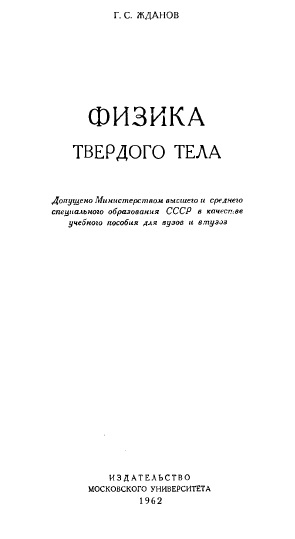 Г. С. ЖДАНОВ
ФИЗИКА
ТВЕРДОГО ТЕЛА
Допущено Министерством высшего и среднего
специального образования СССР в качестве
учебного пособия для вузов и втузов
ИЗДАТЕЛЬСТВО
МОСКОВСКОГО УНИВЕРСИТЕТА
1962